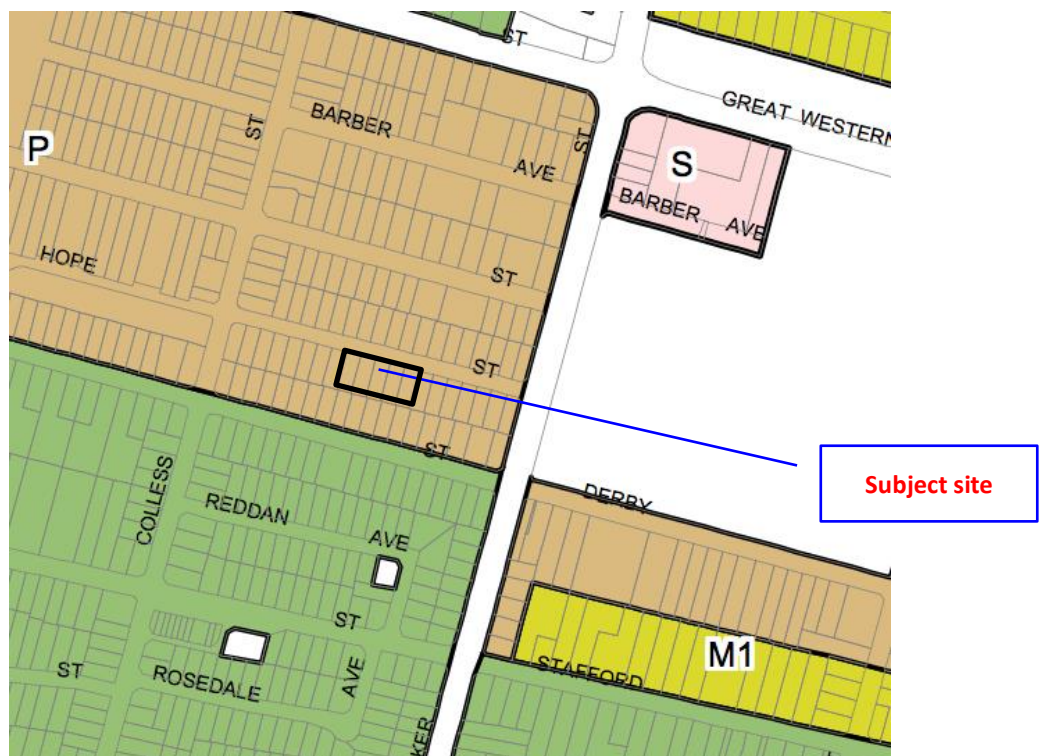 ST
GREAT WESTERN
BARBER
ST
ST
P
AVE
S
BARBER
AVE
HOPE
ST
ST
Subject site
ST
DERBY
COLLESS
REDDAN
AVE
ST
M1
STAFFORD
ST
ROSEDALE
AVE